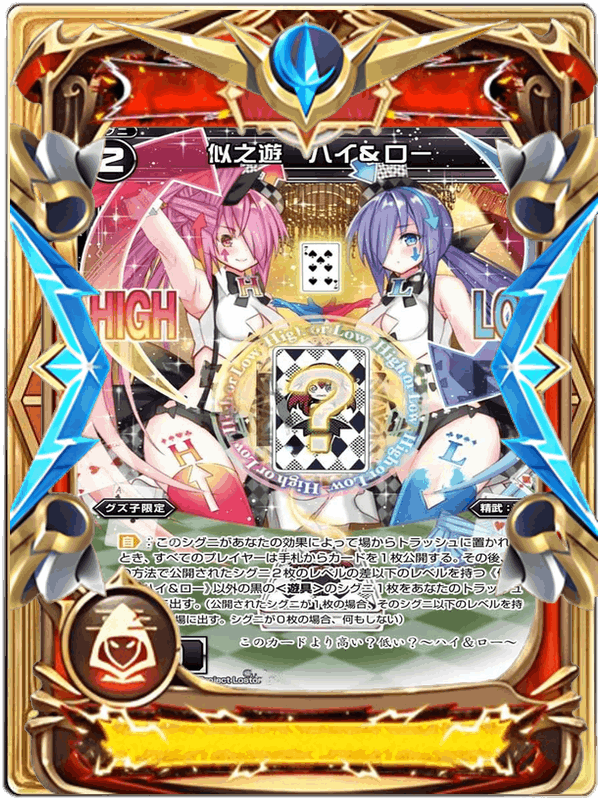 2
似之遊 ハイ&ロー
HIGH
H
L
LO
High or Low High or Low High or Low High or Low
?
H
L
グズ子限定
精武:
自:このシグニがあなたの効果によって場からトラッシュに置かれ
とき、すべてのプレイヤーは手札からカードを1枚公開する。その後、
方法で公開されたシグニ2枚のレベルの差以下のレベルを持つ《
ハイ&ロー》以外の黒の<遊具>のシグニ1枚をあなたのトラッシュ
出す。(公開されたシグニが1枚の場合、そのシグニ以下のレベルを持
場に出す。シグニが0枚の場合、何もしない)
このカードより高い?低い?~ハイ&ロー~
oject Lostor